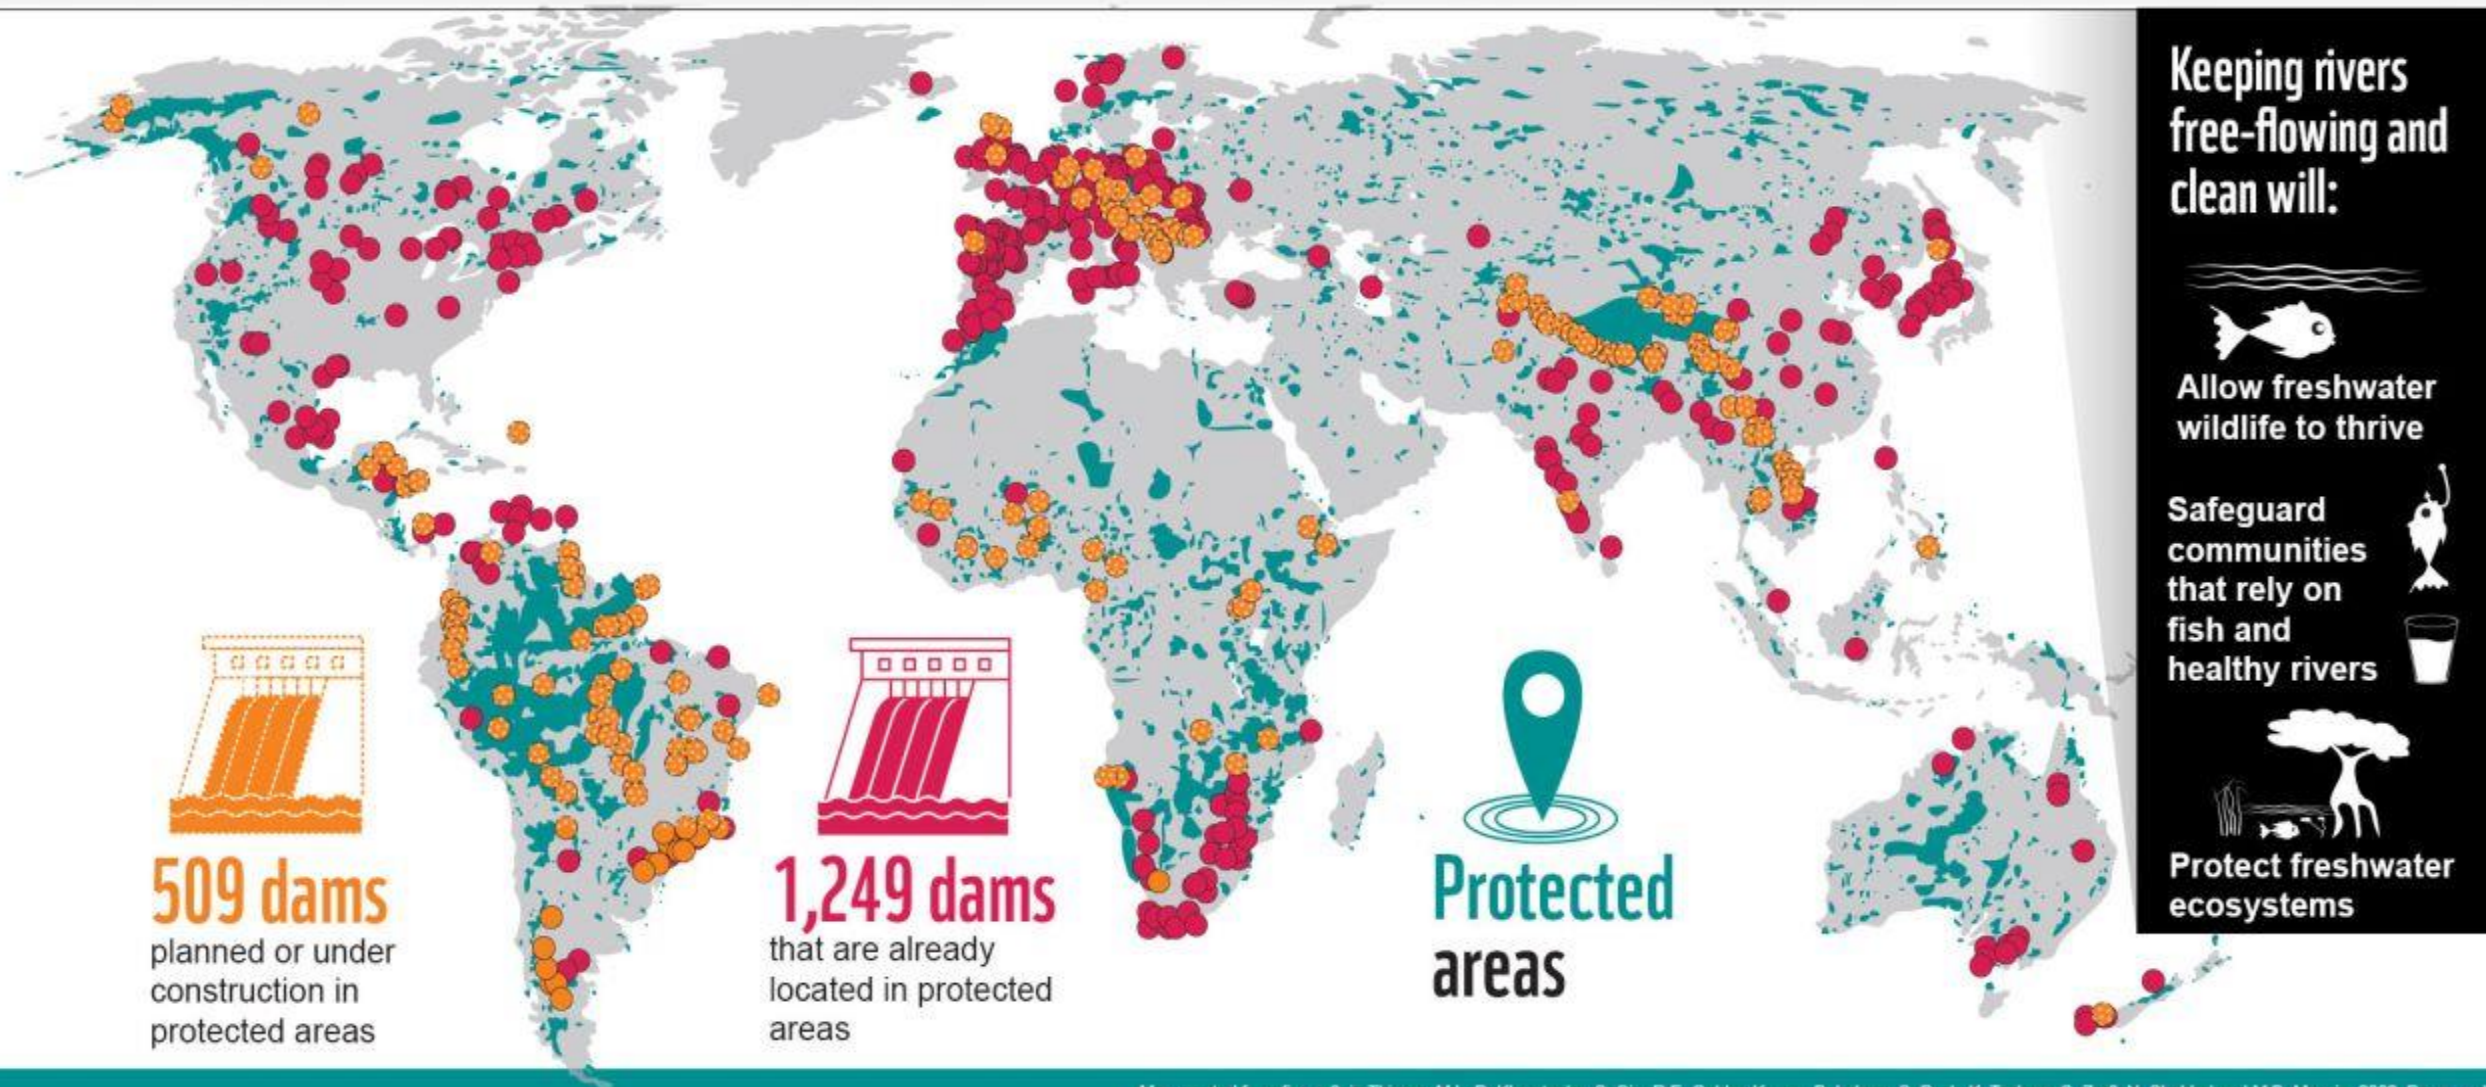 Keeping rivers
free-flowing and
clean will:
Allow freshwater
wildlife to thrive
Safeguard
communities
that rely on
fish and
healthy rivers
Protect freshwater
ecosystems
509 dams
planned or under
construction in
protected areas
1,249 dams
that are already
located in protected
areas
Protected
areas